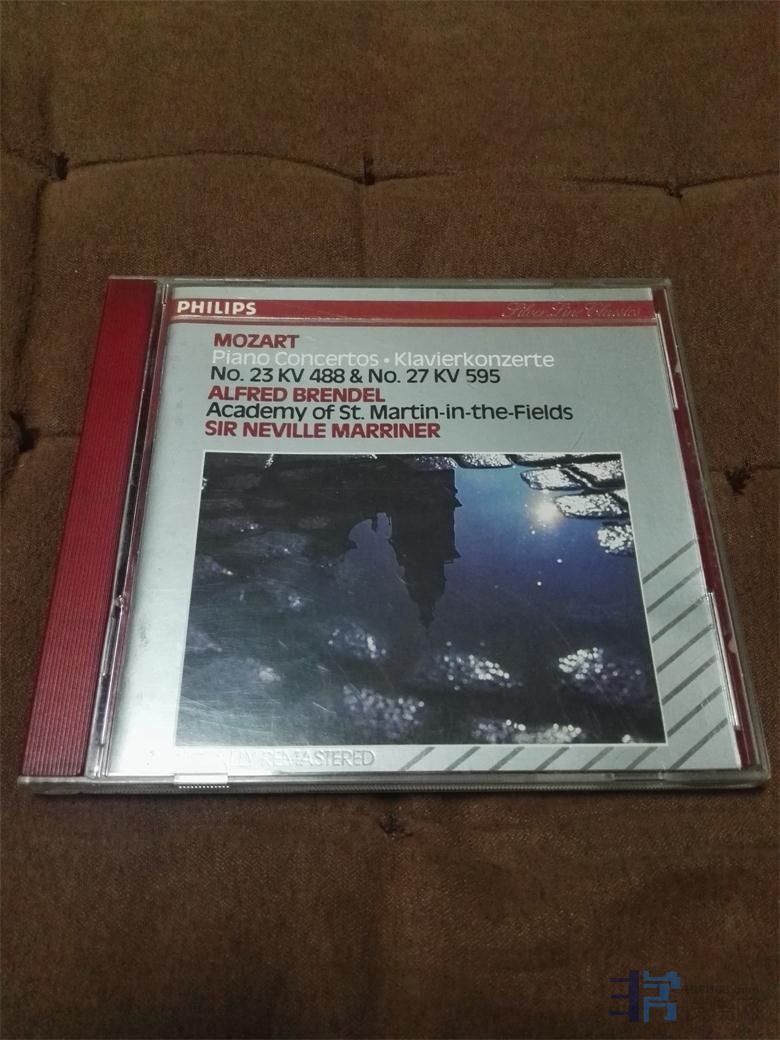 PHILIPS
Silver Line Classics
MOZART
Piano Concertos • Klavierkonzerte
No. 23 KV 488 & No. 27 KV 595
ALFRED BRENDEL
Academy of St. Martin-in-the-Fields
SIR NEVILLE MARRINER
REMASTERED